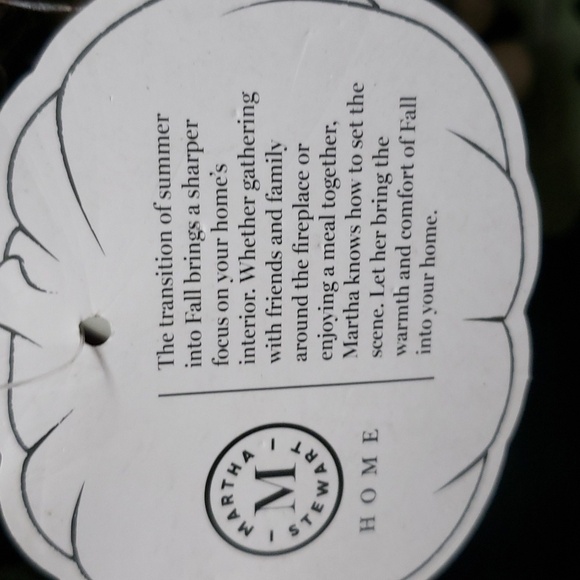 The transition of summer
into Fall brings a sharper
focus on your home's
interior. Whether gathering
with friends and family
around the fireplace or
enjoying a meal together,
Martha knows how to set the
scene. Let her bring the
warmth and comfort of Fall
into your home.
MARTHA
— M —
STEWART
HOME